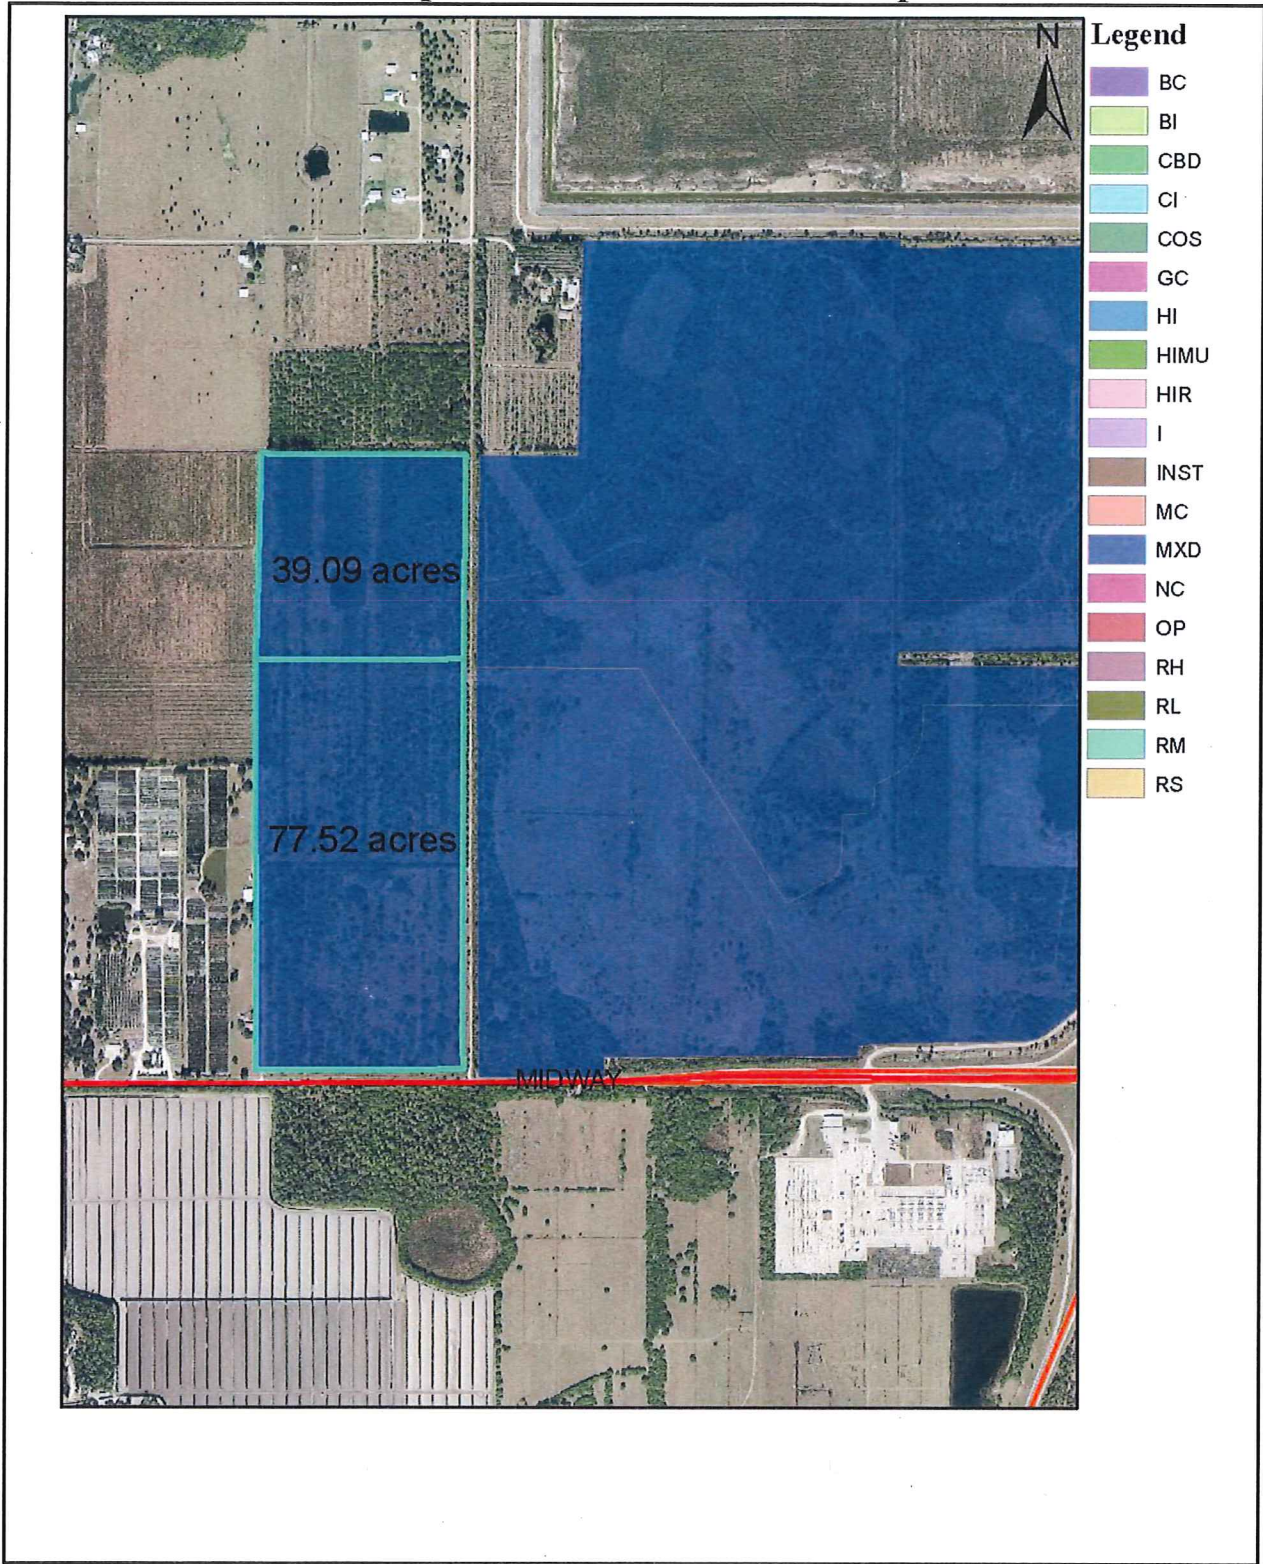 N
Legend
BC
BI
CBD
CI
COS
GC
HI
HIMU
HIR
I
INST
MC
MXD
NC
OP
RH
RL
RM
RS
39.09 acres
77.52 acres
MIDWAY